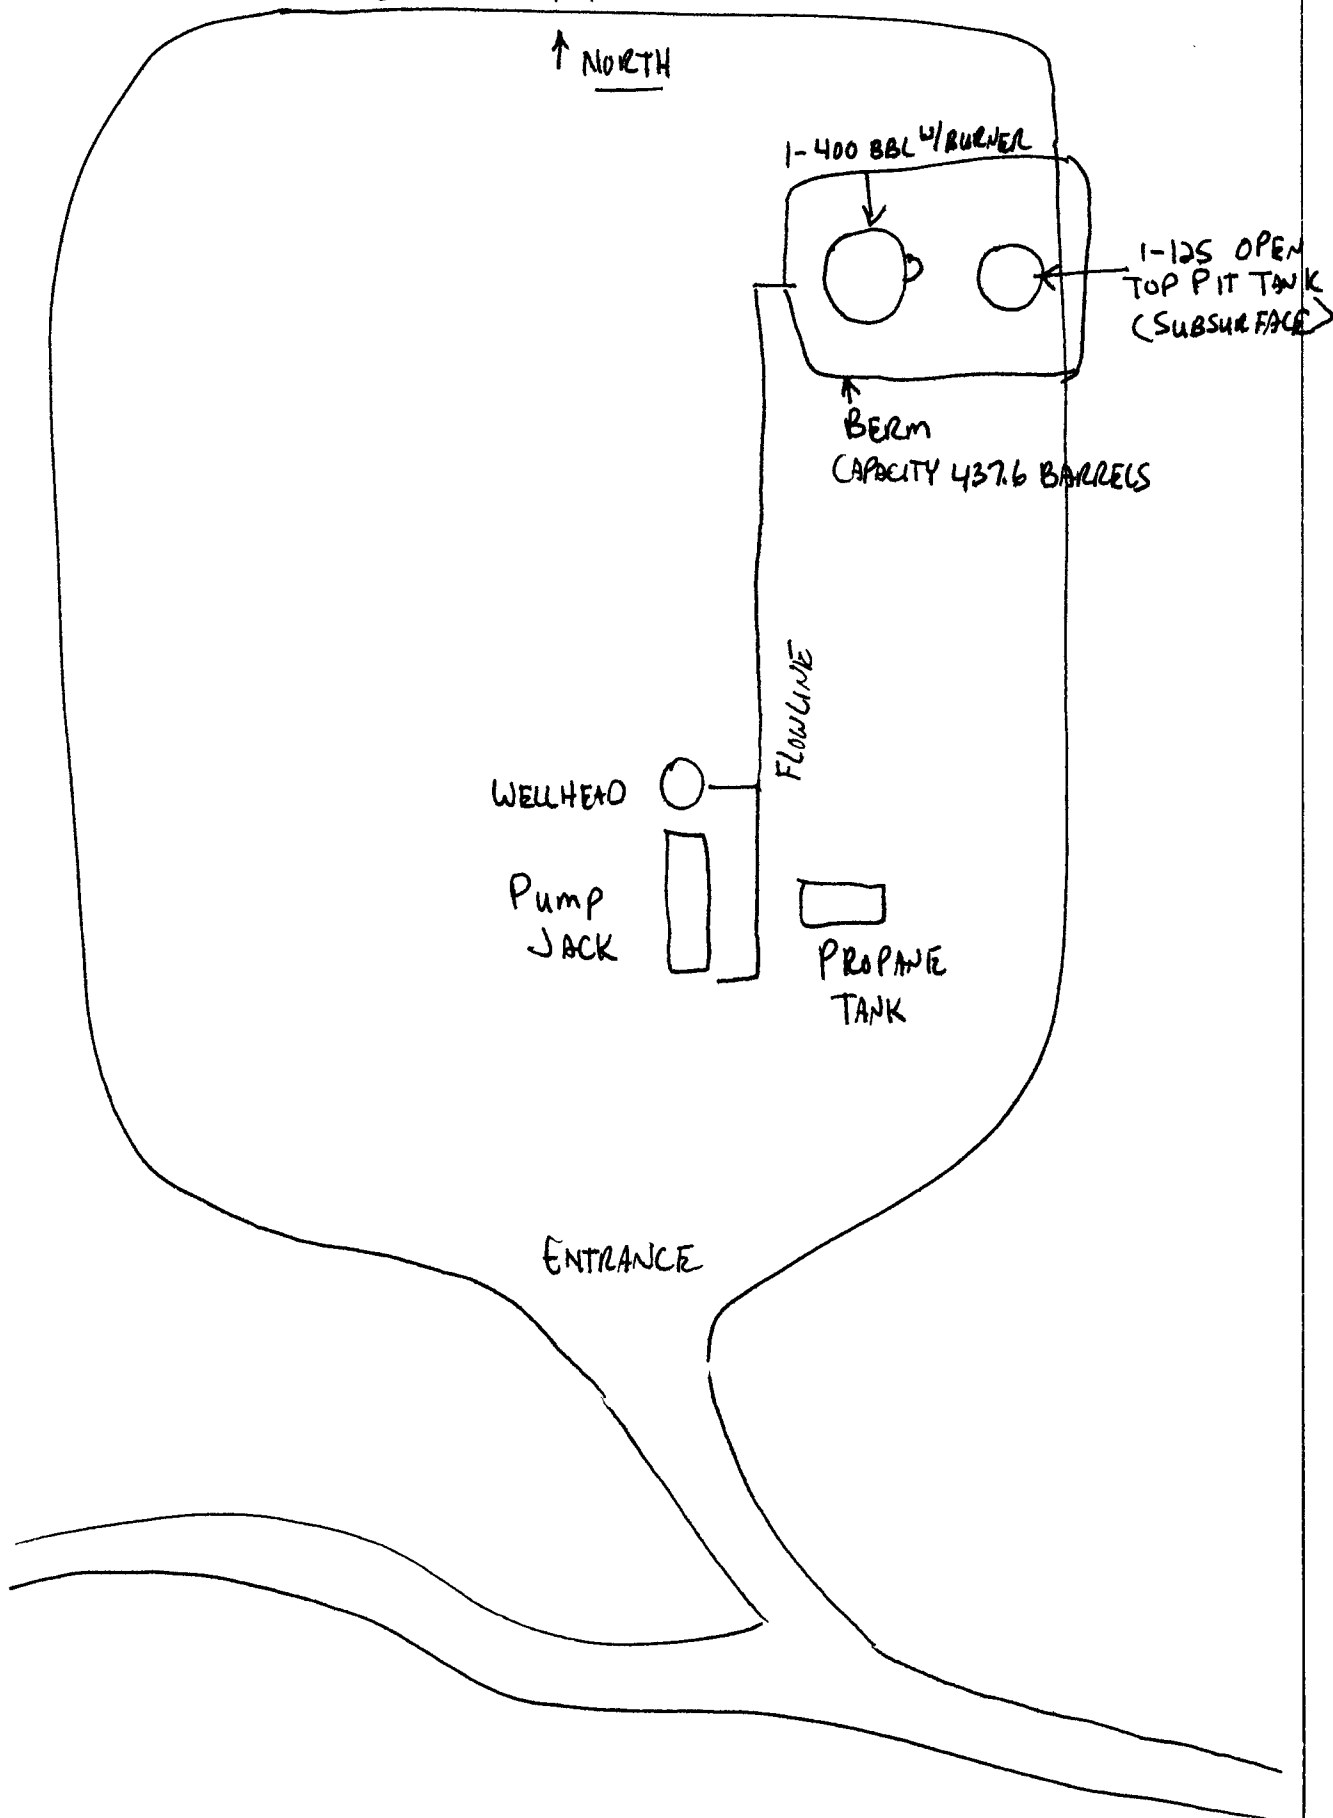 ↑ NORTH
1-400 BBL W/BURNER
1-125 OPEN
TOP PIT TANK
(SUBSURFACE)
BERM
CAPACITY 437.6 BARRELS
FLOWLINE
WELLHEAD
PUMP
JACK
PROPANE
TANK
ENTRANCE